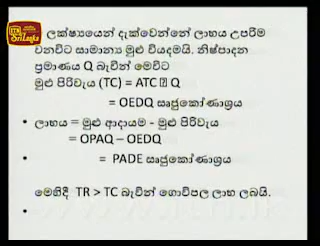 ලක්ෂ්‍යයෙන් දැක්වෙන්නේ ලාභය උපරිම
වනවිට සාමාන්‍ය මුළු වියදමයි. නිෂ්පාදන
ප්‍රමාණය Q බැවින් මෙවිට
මුළු පිරිවැය (TC) = ATC Q
= OEDQ සෘජුකෝණාශ්‍රය
• ලාභය = මුළු ආදායම - මුළු පිරිවැය
= OPAQ – OEDQ
• = PADE සෘජුකෝණාශ්‍රය
මෙහිදී TR > TC බැවින් ගොවිපල ලාභ ලබයි.
•